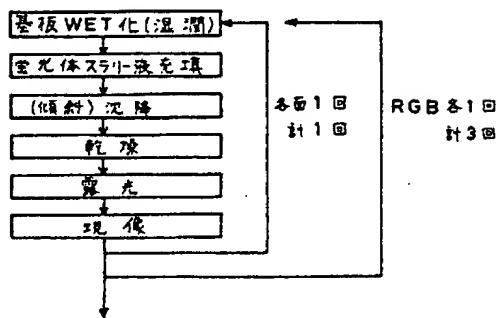 基板WET化(湿潤)
蛍光体スラリー液充填
(傾斜)沈降
乾燥
露光
現像
各面1回
計1回
RGB各1回
計3回